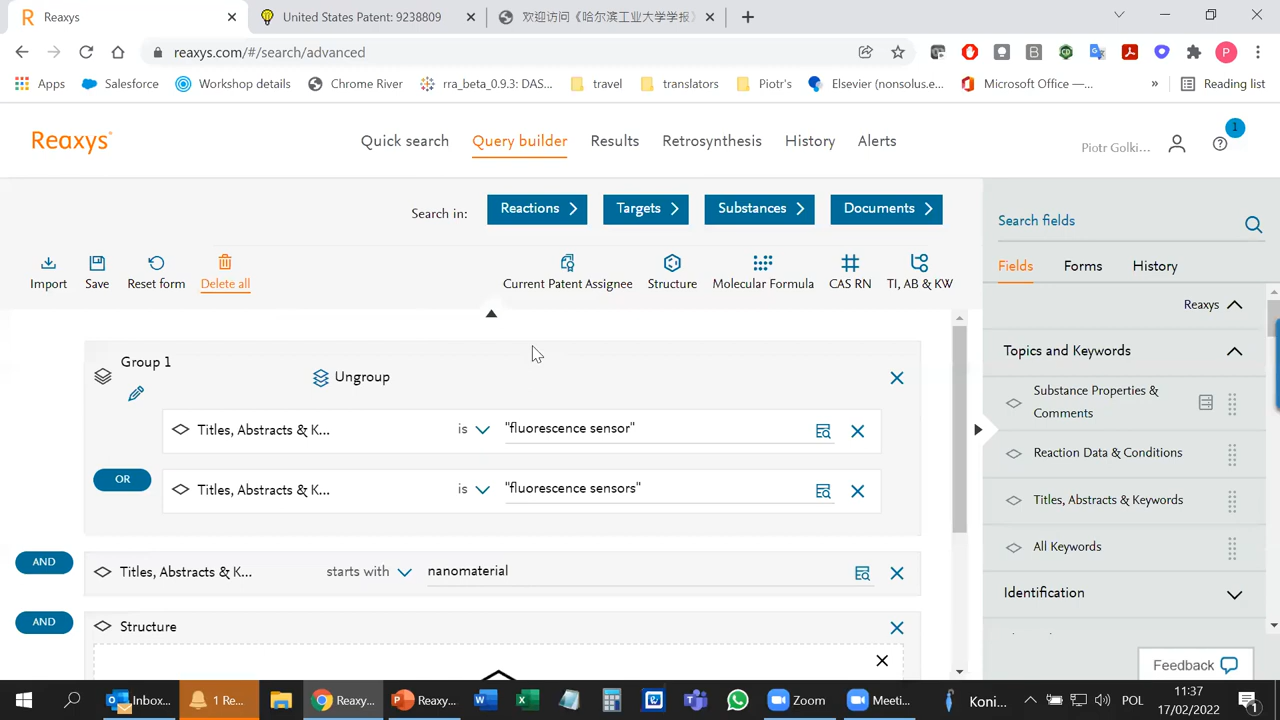 Reaxys
United States Patent: 9238809
欢迎访问《哈尔滨工业大学学报》
reaxys.com/#/search/advanced
Apps
Salesforce
Workshop details
Chrome River
rra_beta_0.9.3: DAS...
travel
translators
Piotr's
Elsevier (nonsolus.e...
Microsoft Office —...
»
Reading list
Reaxys
Quick search
Query builder
Results
Retrosynthesis
History
Alerts
Piotr Golki...
1
Search in:
Reactions
Targets
Substances
Documents
Search fields
Import
Save
Reset form
Delete all
Current Patent Assignee
Structure
Molecular Formula
CAS RN
TI, AB & KW
Fields
Forms
History
Reaxys
Group 1
Ungroup
Titles, Abstracts & K...
is
"fluorescence sensor"
OR
Titles, Abstracts & K...
is
"fluorescence sensors"
AND
Titles, Abstracts & K...
starts with
nanomaterial
AND
Structure
Topics and Keywords
Substance Properties &
Comments
Reaction Data & Conditions
Titles, Abstracts & Keywords
All Keywords
Identification
Feedback
Inbox...
1 Re...
Reaxy...
Reaxy...
Zoom
Meeti...
Koni...
POL
11:37
17/02/2022
1